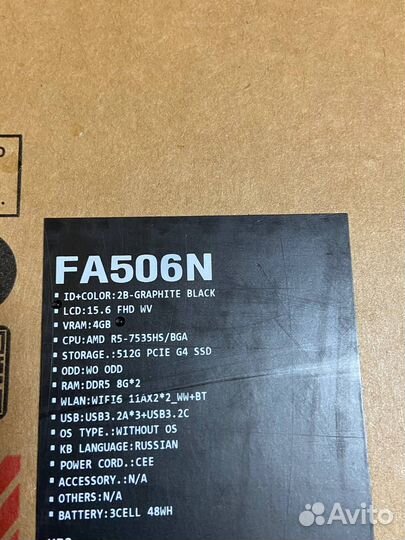 FA506N
ID+COLOR:2B-GRAPHITE BLACK
LCD:15.6 FHD WV
VRAM:4GB
CPU:AMD R5-7535HS/BGA
STORAGE.:512G PCIE G4 SSD
ODD:WO ODD
RAM:DDR5 8G*2
WLAN:WIFI6 11AX2*2_WW+BT
USB:USB3.2A*3+USB3.2C
OS TYPE.:WITHOUT OS
KB LANGUAGE:RUSSIAN
POWER CORD.:CEE
ACCESSORY.:N/A
OTHERS:N/A
BATTERY:3CELL 48WH
Avito